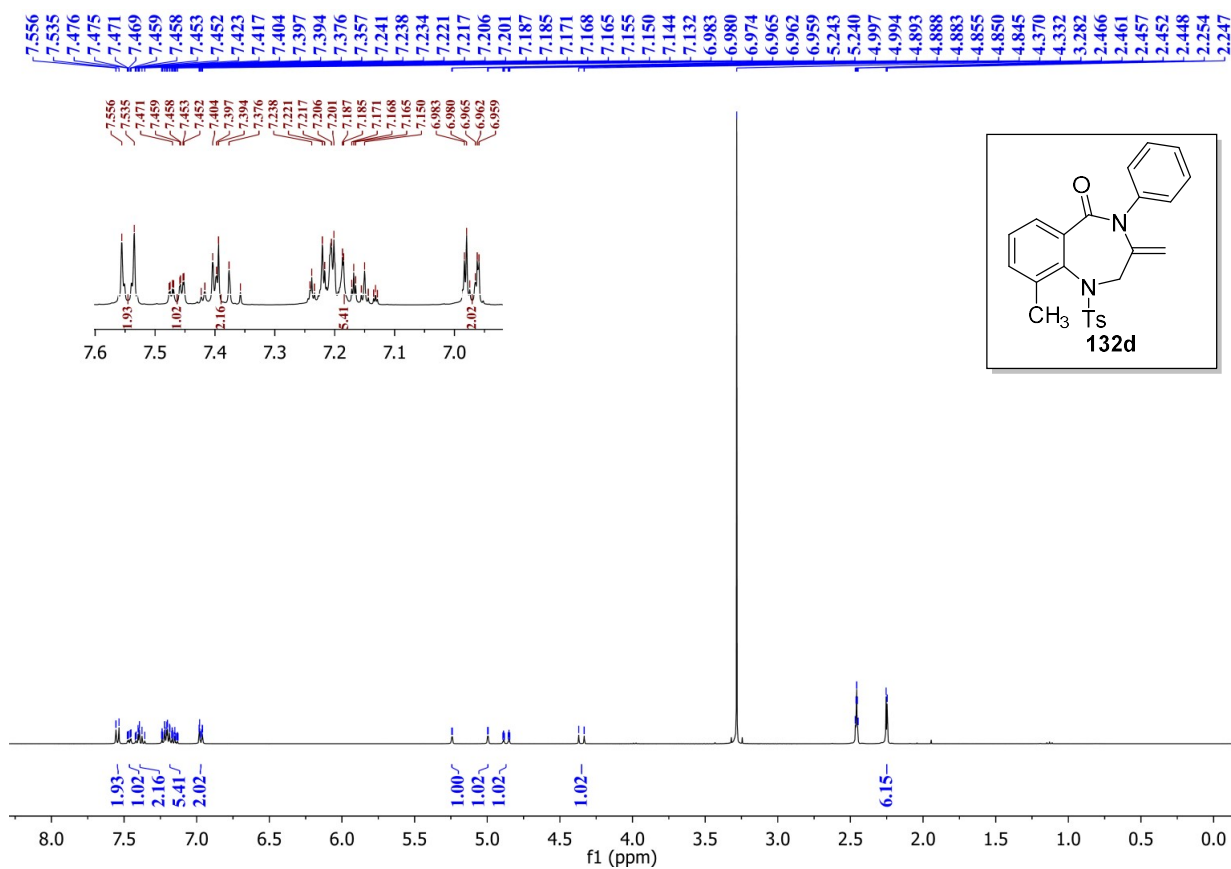 7.556 7.535 7.476 7.475 7.471 7.469 7.459 7.458 7.453 7.452 7.423 7.417 7.404 7.397 7.394 7.376 7.357 7.241 7.238 7.234 7.221 7.217 7.206 7.201 7.187 7.185 7.171 7.168 7.165 7.155 7.150 7.144 7.132 6.983 6.980 6.974 6.965 6.962 6.959 5.243 5.240 4.997 4.994 4.893 4.888 4.883 4.855 4.850 4.845 4.370 4.332 3.282 2.466 2.461 2.457 2.452 2.448 2.254 2.247
7.556 7.535 7.471 7.459 7.458 7.453 7.452 7.404 7.397 7.394 7.376 7.238 7.221 7.217 7.206 7.201 7.187 7.185 7.171 7.168 7.165 7.150 6.983 6.980 6.965 6.962 6.959
1.93 1.02 2.16 5.41 2.02
7.6 7.5 7.4 7.3 7.2 7.1 7.0
O
N
N
CH3
Ts
132d
1.93 1.02 2.16 5.41 2.02 1.00 1.02 1.02 1.02 6.15
8.0 7.5 7.0 6.5 6.0 5.5 5.0 4.5 4.0 3.5 3.0 2.5 2.0 1.5 1.0 0.5 0.0
f1 (ppm)